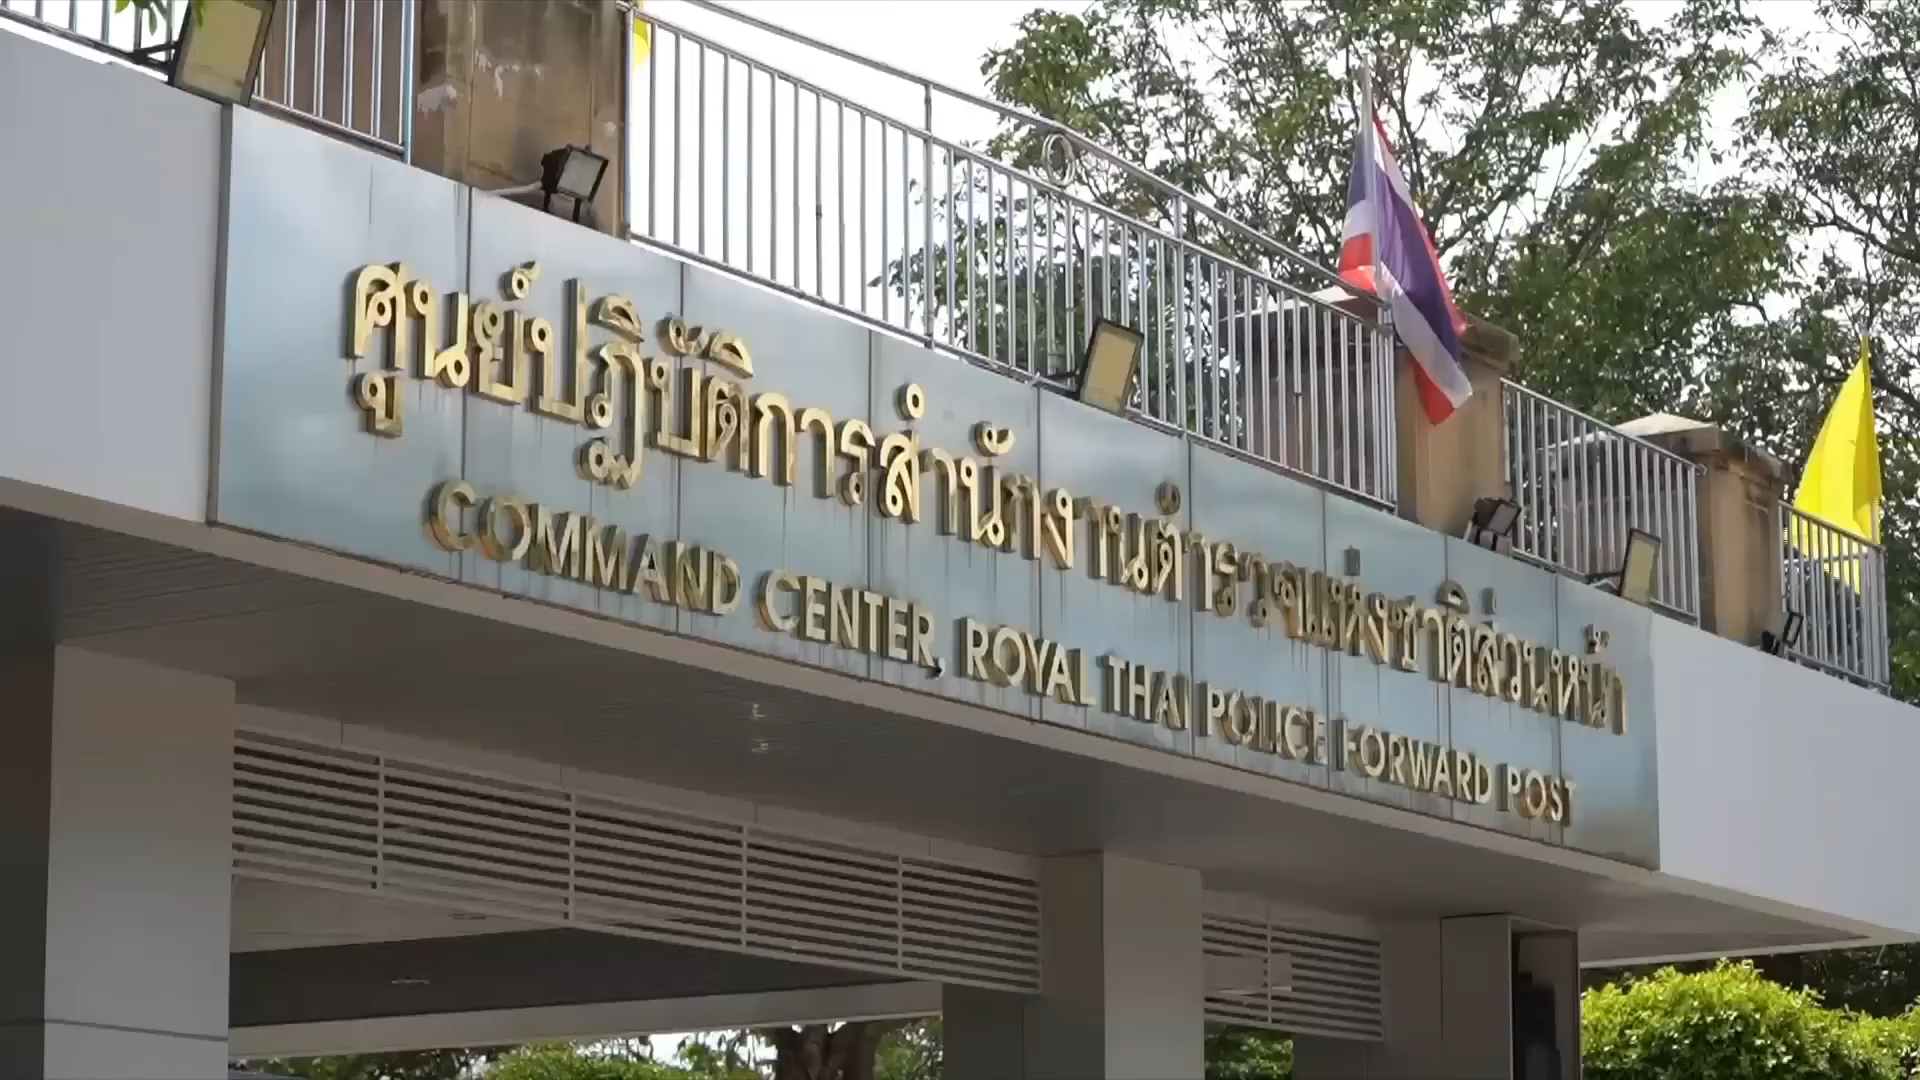 ศูนย์ปฏิบัติการสำนักงานตำรวจแห่งชาติส่วนหน้า
COMMAND CENTER, ROYAL THAI POLICE FORWARD POST